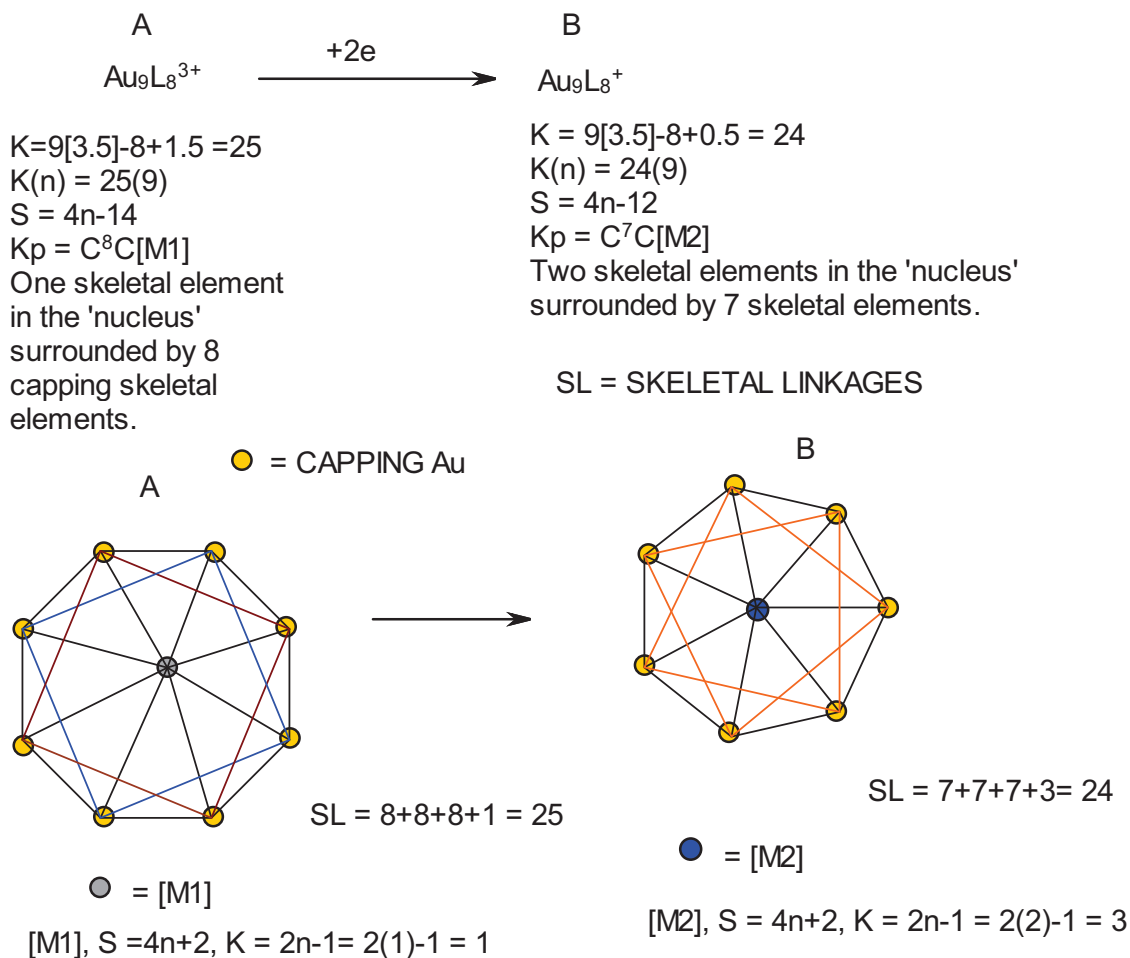 A
B
+2e
Au₉L₈³⁺
Au₉L₈⁺
K=9[3.5]-8+1.5 =25
K(n) = 25(9)
S = 4n-14
Kp = C⁸C[M1]
One skeletal element
in the 'nucleus'
surrounded by 8
capping skeletal
elements.
K = 9[3.5]-8+0.5 = 24
K(n) = 24(9)
S = 4n-12
Kp = C⁷C[M2]
Two skeletal elements in the 'nucleus'
surrounded by 7 skeletal elements.
SL = SKELETAL LINKAGES
= CAPPING Au
A
B
SL = 8+8+8+1 = 25
SL = 7+7+7+3= 24
= [M1]
= [M2]
[M1], S =4n+2, K = 2n-1= 2(1)-1 = 1
[M2], S = 4n+2, K = 2n-1 = 2(2)-1 = 3